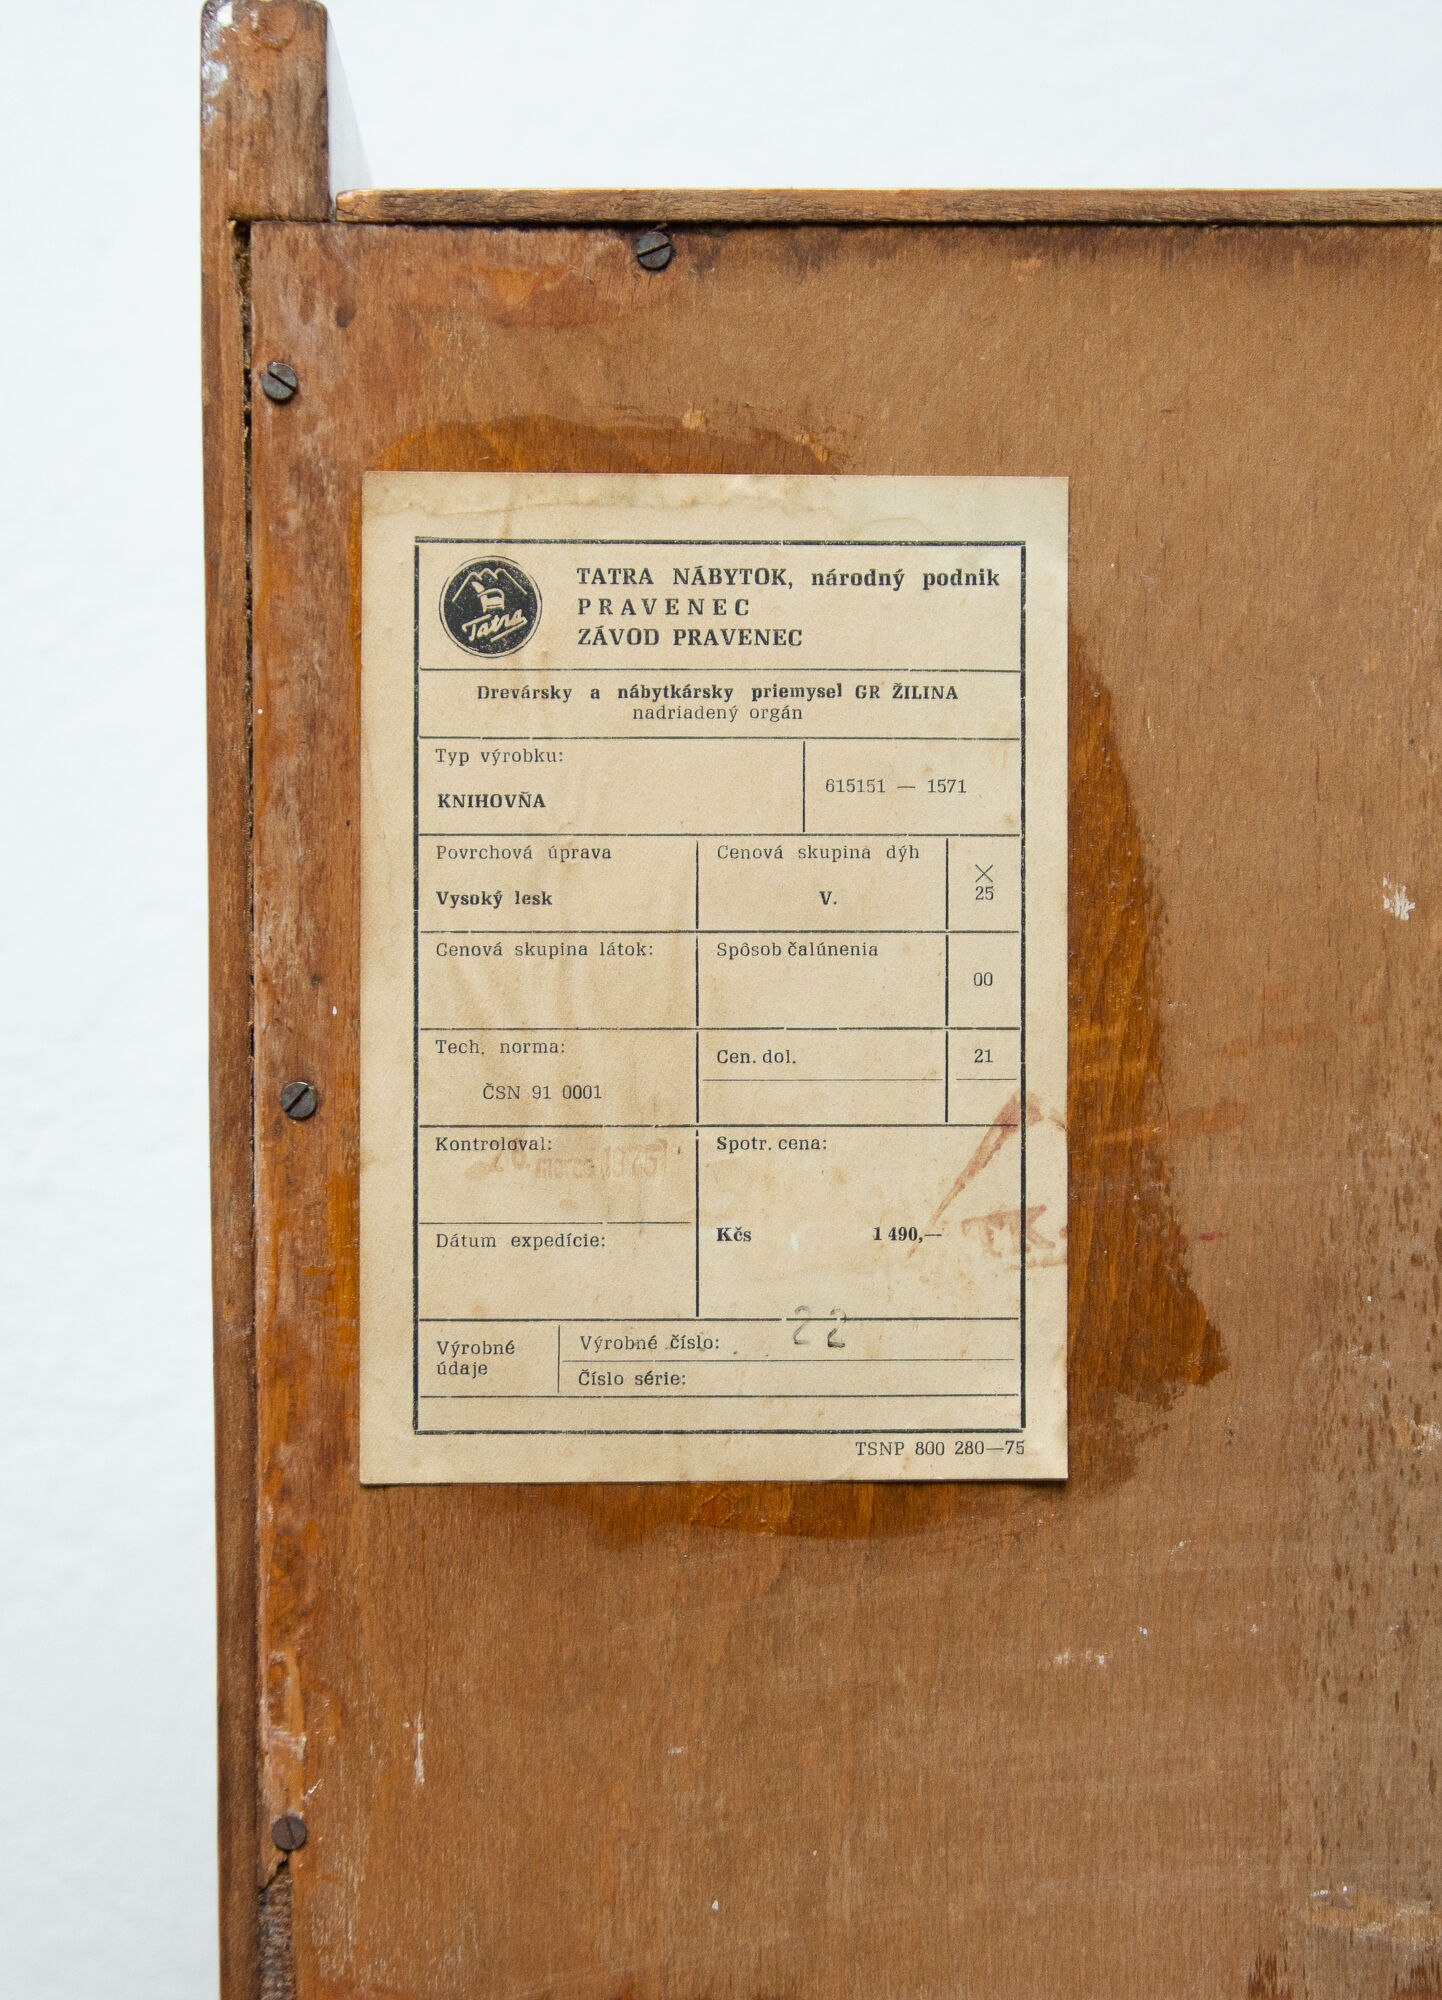 Tatra
TATRA NÁBYTOK, národný podnik
PRAVENEC
ZÁVOD PRAVENEC
Drevársky a nábytkársky priemysel GR ŽILINA
nadriadený orgán
Typ výrobku:
KNIHOVŇA
615151 — 1571
Povrchová úprava
Vysoký lesk
Cenová skupina dýh
V.
X
25
Cenová skupina látok:
Spôsob čalúnenia
00
Tech. norma:
ČSN 91 0001
Cen. dol.
21
Kontroloval:
Spotr. cena:
Kčs 1 490,—
Dátum expedície:
Výrobné
údaje
Výrobné číslo: 22
Číslo série:
TSNP 800 280—75